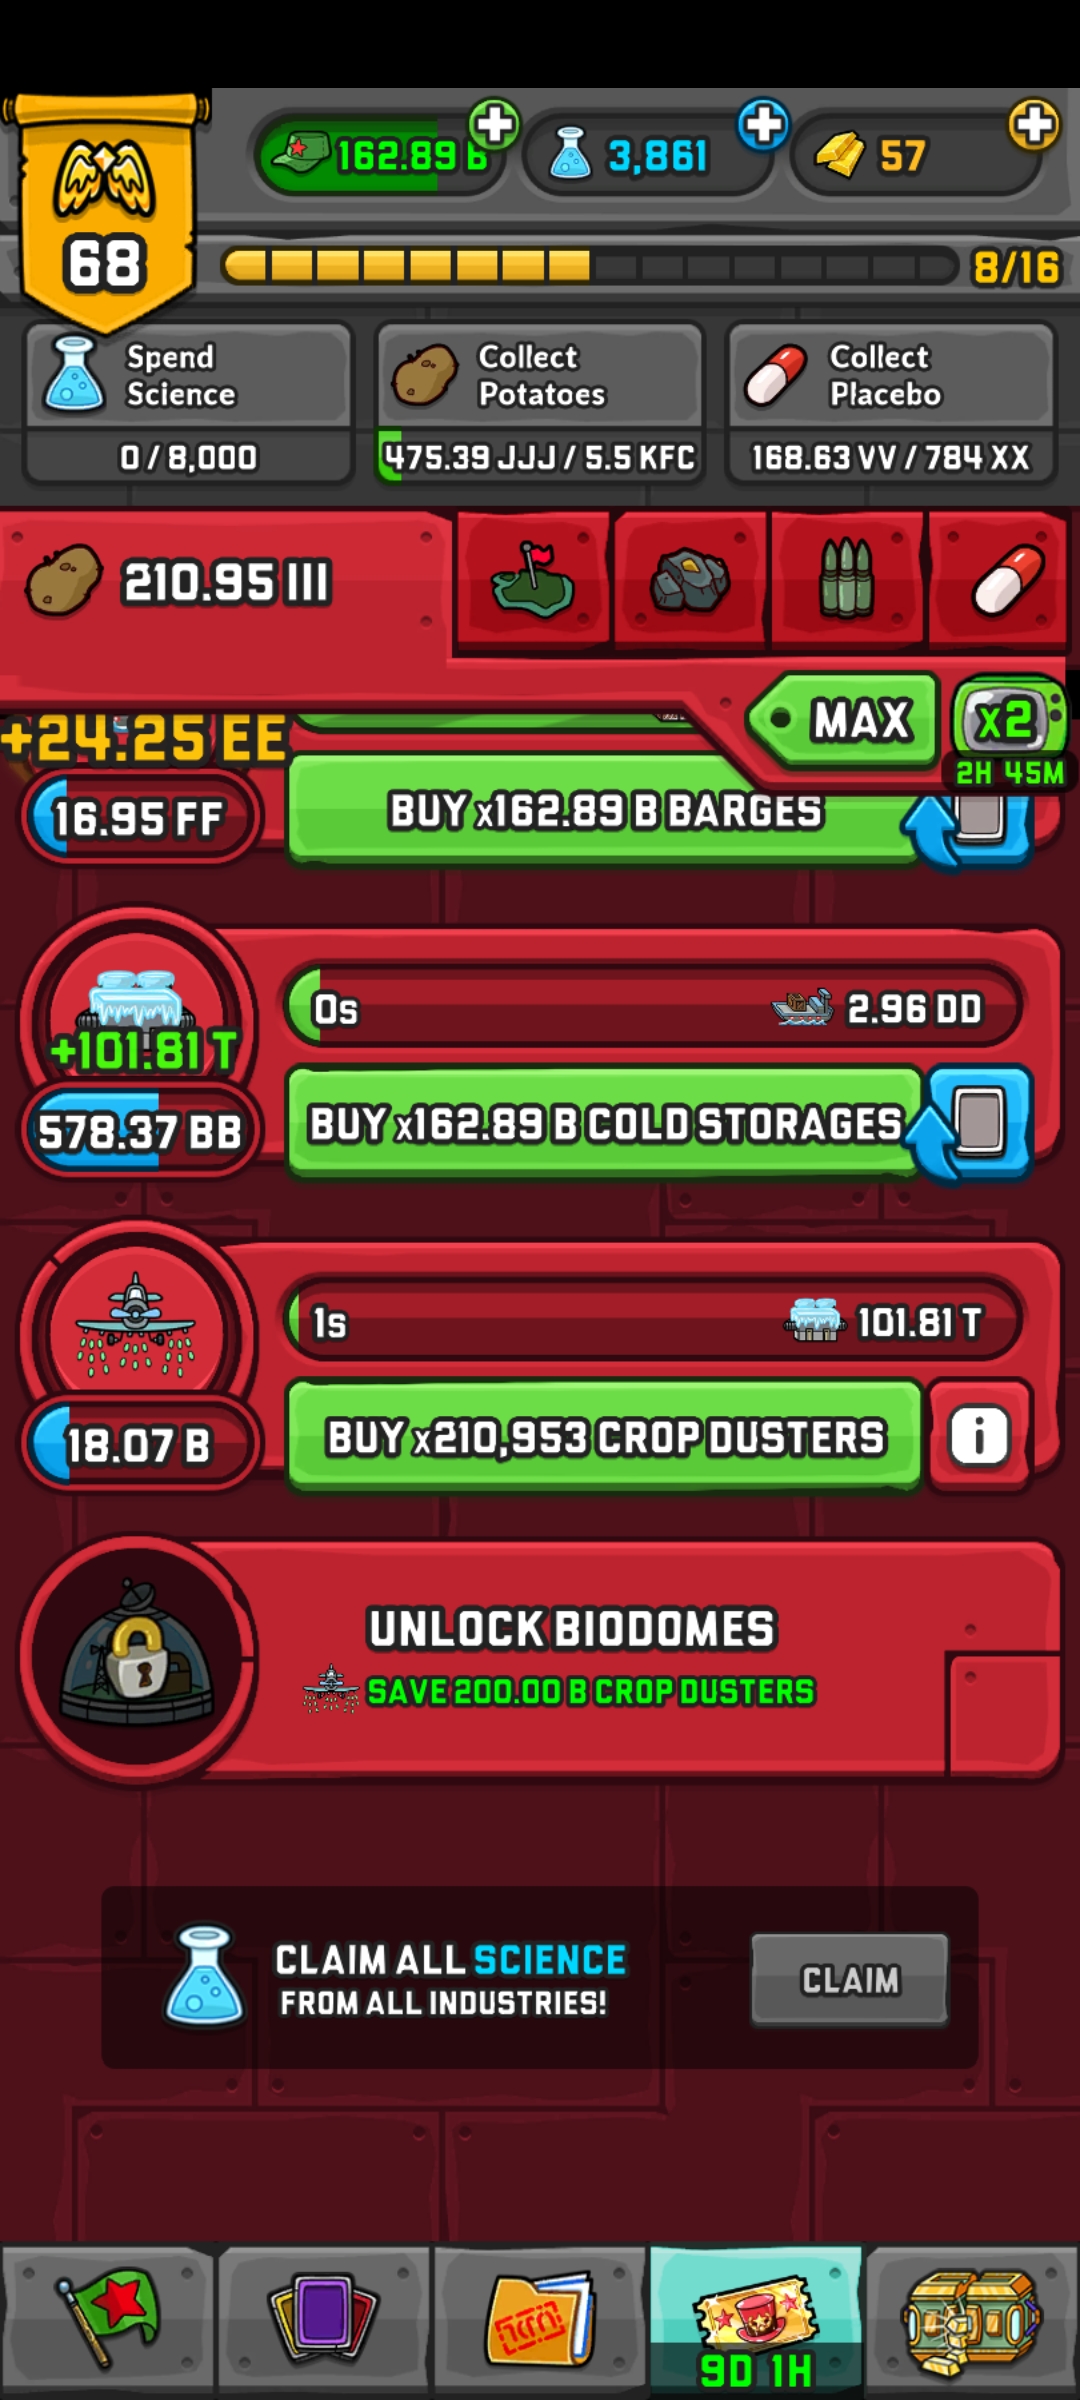 162.89 B
3,861
57
68
8/16
Spend
Science
0 / 8,000
Collect
Potatoes
475.39 JJJ / 5.5 KFC
Collect
Placebo
168.63 VV / 784 XX
210.95 III
MAX
x2
2H 45M
+24.25 EE
16.95 FF
BUY x162.89 B BARGES
0s
2.96 DD
+101.81 T
578.37 BB
BUY x162.89 B COLD STORAGES
1s
101.81 T
18.07 B
BUY x210,953 CROP DUSTERS
i
UNLOCK BIODOMES
SAVE 200.00 B CROP DUSTERS
CLAIM ALL SCIENCE
FROM ALL INDUSTRIES!
CLAIM
9D 1H